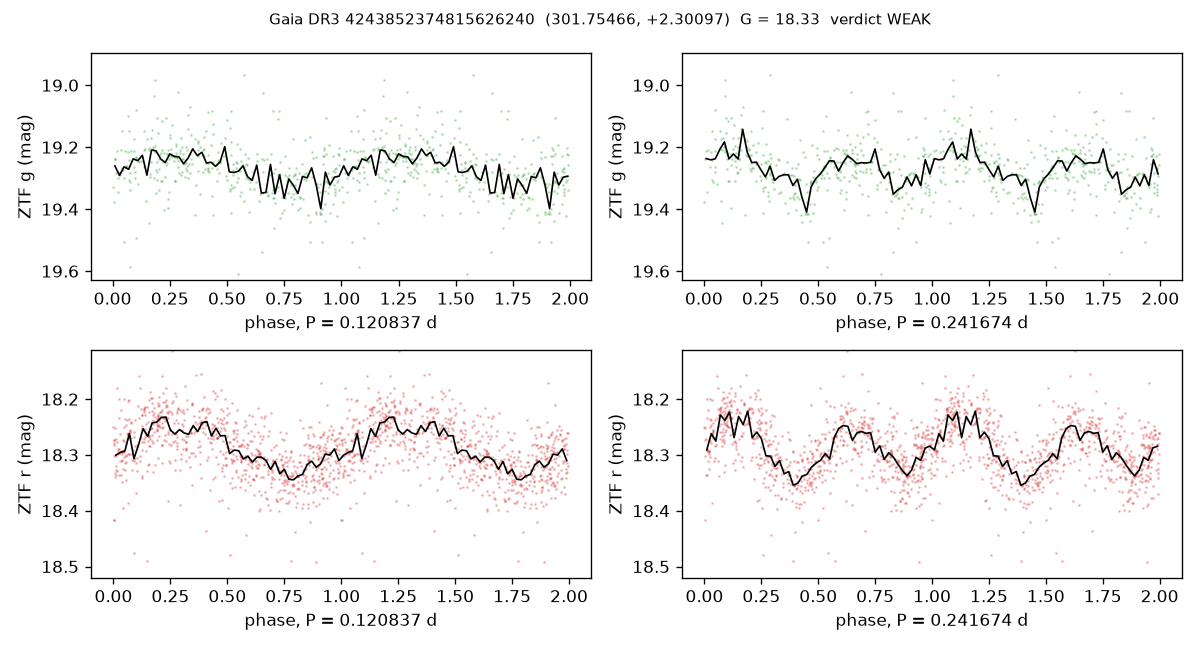 Gaia DR3 4243852374815626240  (301.75466, +2.30097)  G = 18.33  verdict WEAK
ZTF g (mag)
19.0
19.2
19.4
19.6
0.00 0.25 0.50 0.75 1.00 1.25 1.50 1.75 2.00
phase, P = 0.120837 d
ZTF g (mag)
19.0
19.2
19.4
19.6
0.00 0.25 0.50 0.75 1.00 1.25 1.50 1.75 2.00
phase, P = 0.241674 d
ZTF r (mag)
18.2
18.3
18.4
18.5
0.00 0.25 0.50 0.75 1.00 1.25 1.50 1.75 2.00
phase, P = 0.120837 d
ZTF r (mag)
18.2
18.3
18.4
18.5
0.00 0.25 0.50 0.75 1.00 1.25 1.50 1.75 2.00
phase, P = 0.241674 d